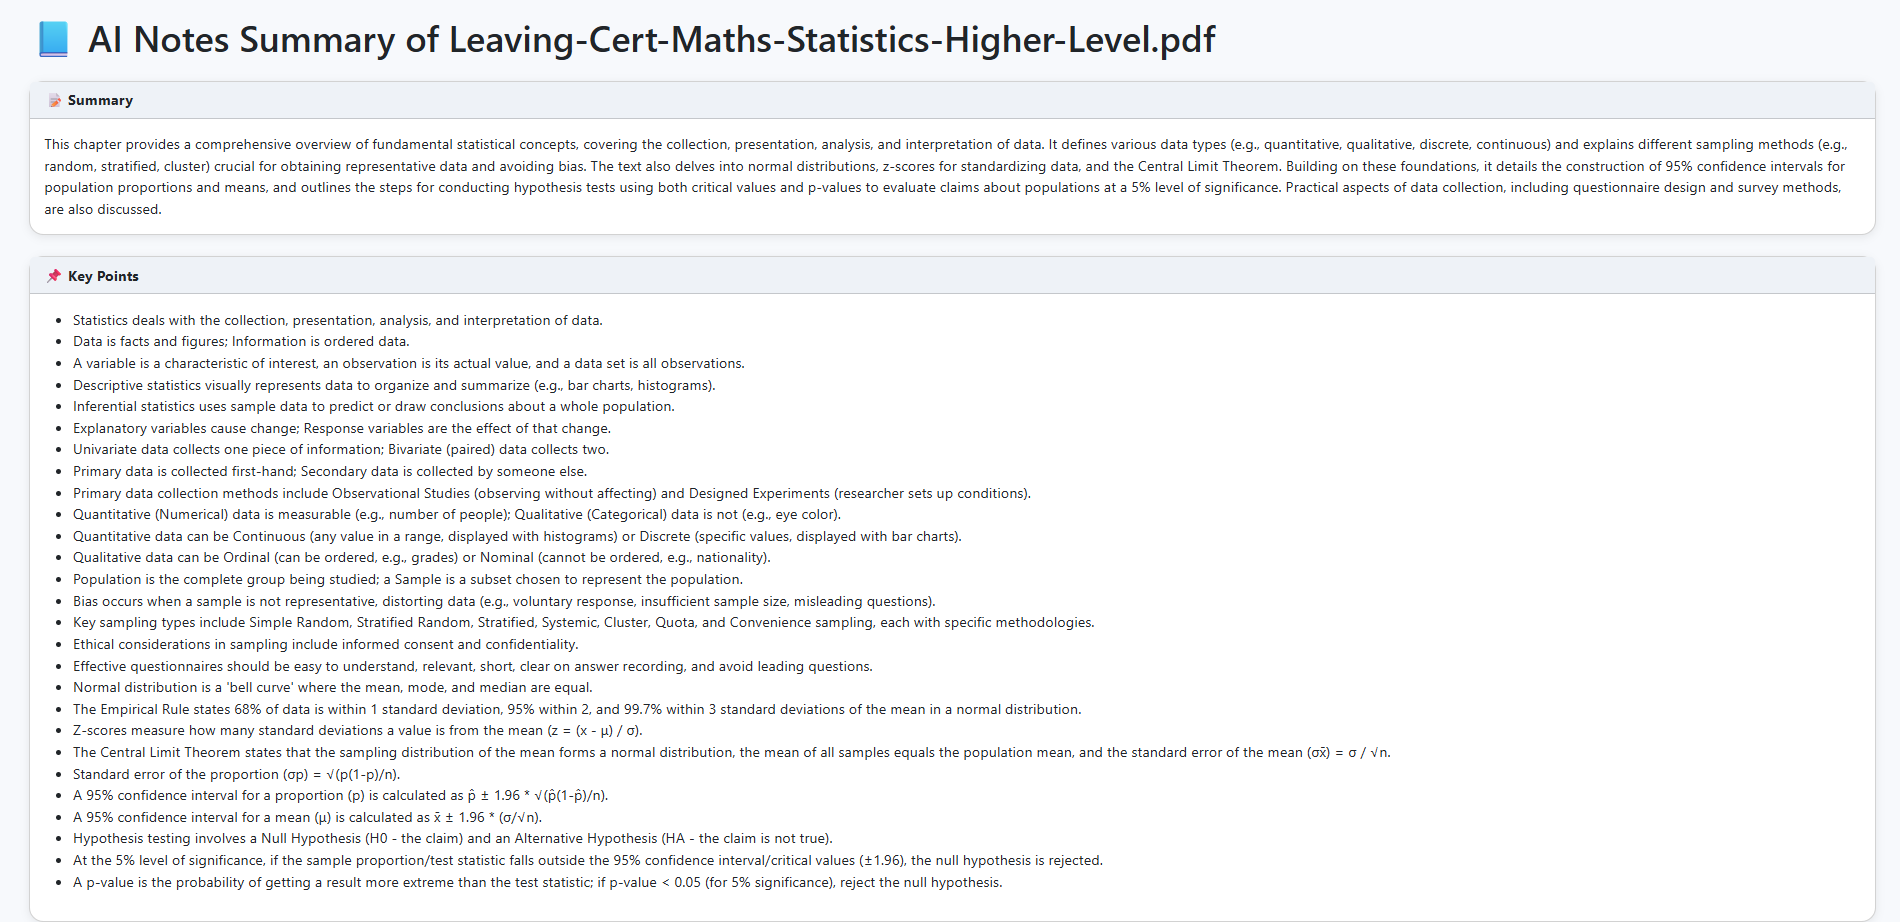 AI Notes Summary of Leaving-Cert-Maths-Statistics-Higher-Level.pdf
Summary
This chapter provides a comprehensive overview of fundamental statistical concepts, covering the collection, presentation, analysis, and interpretation of data. It defines various data types (e.g., quantitative, qualitative, discrete, continuous) and explains different sampling methods (e.g.,
random, stratified, cluster) crucial for obtaining representative data and avoiding bias. The text also delves into normal distributions, z-scores for standardizing data, and the Central Limit Theorem. Building on these foundations, it details the construction of 95% confidence intervals for
population proportions and means, and outlines the steps for conducting hypothesis tests using both critical values and p-values to evaluate claims about populations at a 5% level of significance. Practical aspects of data collection, including questionnaire design and survey methods,
are also discussed.
Key Points
• Statistics deals with the collection, presentation, analysis, and interpretation of data.
• Data is facts and figures; Information is ordered data.
• A variable is a characteristic of interest, an observation is its actual value, and a data set is all observations.
• Descriptive statistics visually represents data to organize and summarize (e.g., bar charts, histograms).
• Inferential statistics uses sample data to predict or draw conclusions about a whole population.
• Explanatory variables cause change; Response variables are the effect of that change.
• Univariate data collects one piece of information; Bivariate (paired) data collects two.
• Primary data is collected first-hand; Secondary data is collected by someone else.
• Primary data collection methods include Observational Studies (observing without affecting) and Designed Experiments (researcher sets up conditions).
• Quantitative (Numerical) data is measurable (e.g., number of people); Qualitative (Categorical) data is not (e.g., eye color).
• Quantitative data can be Continuous (any value in a range, displayed with histograms) or Discrete (specific values, displayed with bar charts).
• Qualitative data can be Ordinal (can be ordered, e.g., grades) or Nominal (cannot be ordered, e.g., nationality).
• Population is the complete group being studied; a Sample is a subset chosen to represent the population.
• Bias occurs when a sample is not representative, distorting data (e.g., voluntary response, insufficient sample size, misleading questions).
• Key sampling types include Simple Random, Stratified Random, Stratified, Systemic, Cluster, Quota, and Convenience sampling, each with specific methodologies.
• Ethical considerations in sampling include informed consent and confidentiality.
• Effective questionnaires should be easy to understand, relevant, short, clear on answer recording, and avoid leading questions.
• Normal distribution is a 'bell curve' where the mean, mode, and median are equal.
• The Empirical Rule states 68% of data is within 1 standard deviation, 95% within 2, and 99.7% within 3 standard deviations of the mean in a normal distribution.
• Z-scores measure how many standard deviations a value is from the mean (z = (x - μ) / σ).
• The Central Limit Theorem states that the sampling distribution of the mean forms a normal distribution, the mean of all samples equals the population mean, and the standard error of the mean (σx̄) = σ / √n.
• Standard error of the proportion (σp) = √(p(1-p)/n).
• A 95% confidence interval for a proportion (p) is calculated as p̂ ± 1.96 * √(p̂(1-p̂)/n).
• A 95% confidence interval for a mean (μ) is calculated as x̄ ± 1.96 * (σ/√n).
• Hypothesis testing involves a Null Hypothesis (H0 - the claim) and an Alternative Hypothesis (HA - the claim is not true).
• At the 5% level of significance, if the sample proportion/test statistic falls outside the 95% confidence interval/critical values (±1.96), the null hypothesis is rejected.
• A p-value is the probability of getting a result more extreme than the test statistic; if p-value < 0.05 (for 5% significance), reject the null hypothesis.